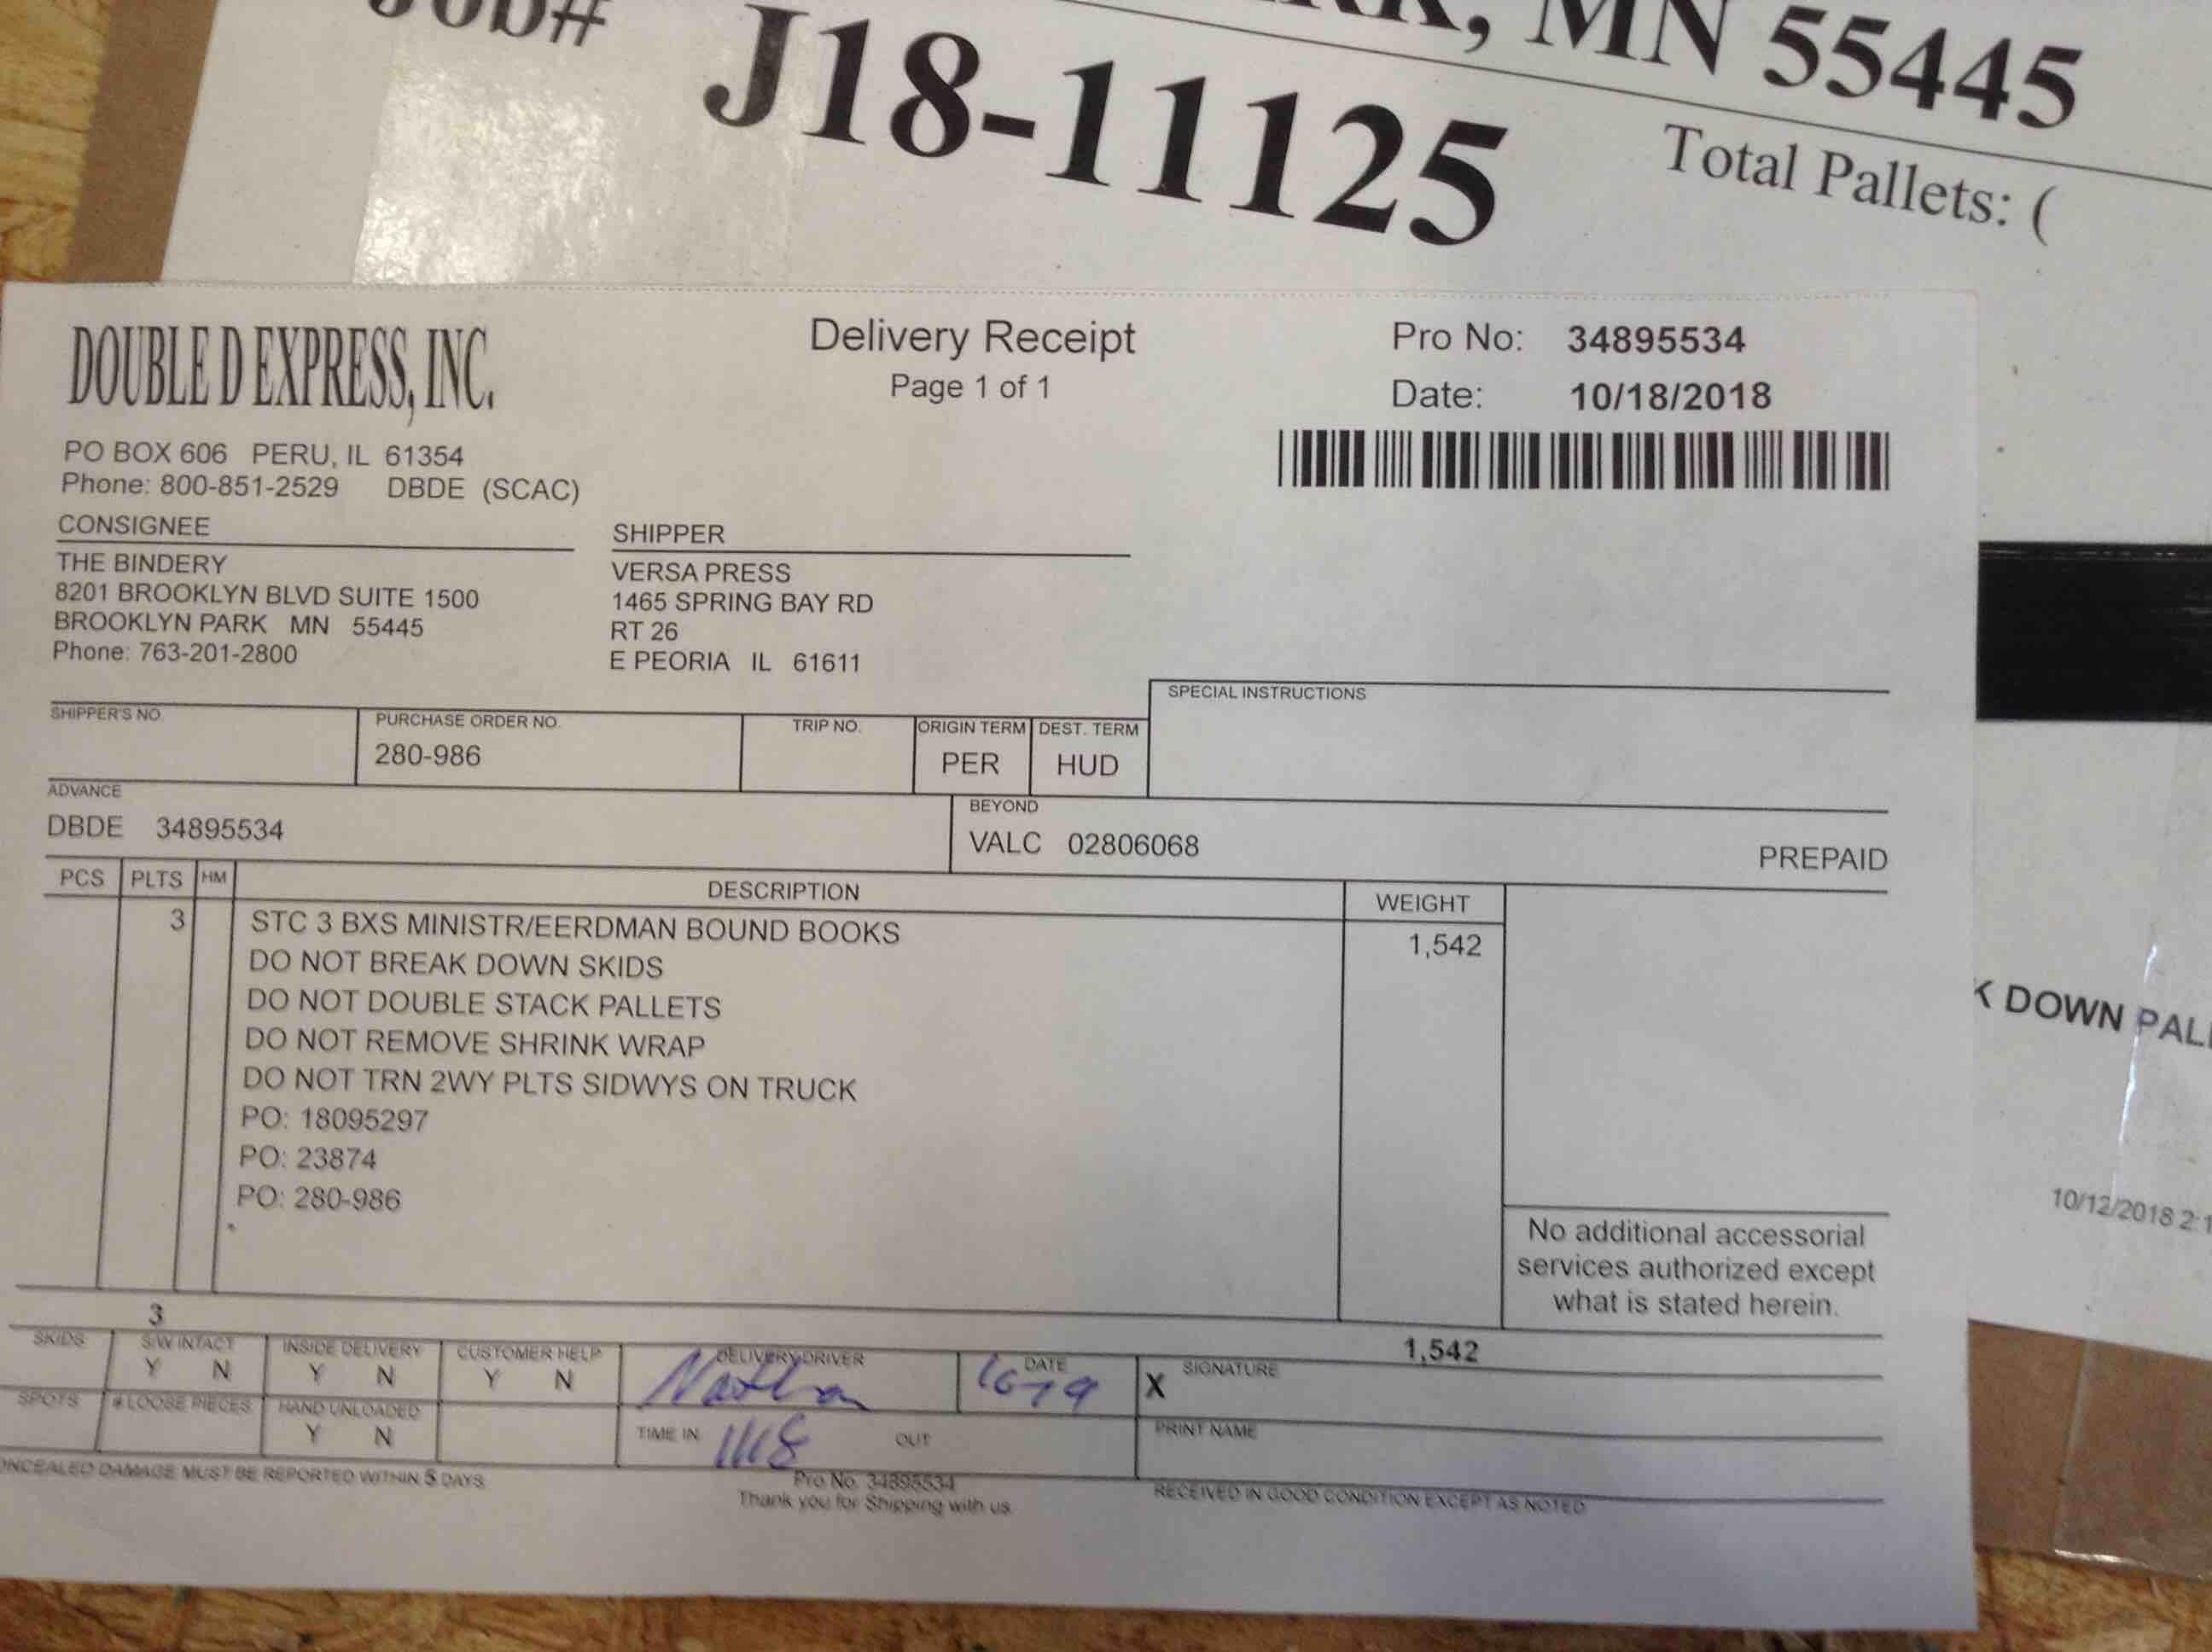 Job# J18-11125
MN 55445
Total Pallets: (
DOUBLE D EXPRESS, INC.
PO BOX 606 PERU, IL 61354
Phone: 800-851-2529 DBDE (SCAC)
Delivery Receipt
Page 1 of 1
Pro No: 34895534
Date: 10/18/2018
CONSIGNEE
THE BINDERY
8201 BROOKLYN BLVD SUITE 1500
BROOKLYN PARK MN 55445
Phone: 763-201-2800
SHIPPER
VERSA PRESS
1465 SPRING BAY RD
RT 26
E PEORIA IL 61611
SPECIAL INSTRUCTIONS
SHIPPER'S NO.
PURCHASE ORDER NO.
280-986
TRIP NO.
ORIGIN TERM
PER
DEST. TERM
HUD
ADVANCE
DBDE 34895534
BEYOND
VALC 02806068
PREPAID
PCS PLTS HM DESCRIPTION WEIGHT
3 STC 3 BXS MINISTR/EERDMAN BOUND BOOKS 1,542
DO NOT BREAK DOWN SKIDS
DO NOT DOUBLE STACK PALLETS
DO NOT REMOVE SHRINK WRAP
DO NOT TRN 2WY PLTS SIDWYS ON TRUCK
PO: 18095297
PO: 23874
PO: 280-986
No additional accessorial
services authorized except
what is stated herein.
3 1,542
SKIDS
S/W INTACT
Y N
INSIDE DELIVERY
Y N
CUSTOMER HELP
Y N
DELIVERY DRIVER
Nathan
DATE
X SIGNATURE
SPOTS
# LOOSE PIECES
HAND UNLOADED
Y N
TIME IN 1118 OUT
PRINT NAME
ONCEALED DAMAGE MUST BE REPORTED WITHIN 5 DAYS
Pro No. 34895534
Thank you for Shipping with us
RECEIVED IN GOOD CONDITION EXCEPT AS NOTED
K DOWN PAL
10/12/2018 2:1